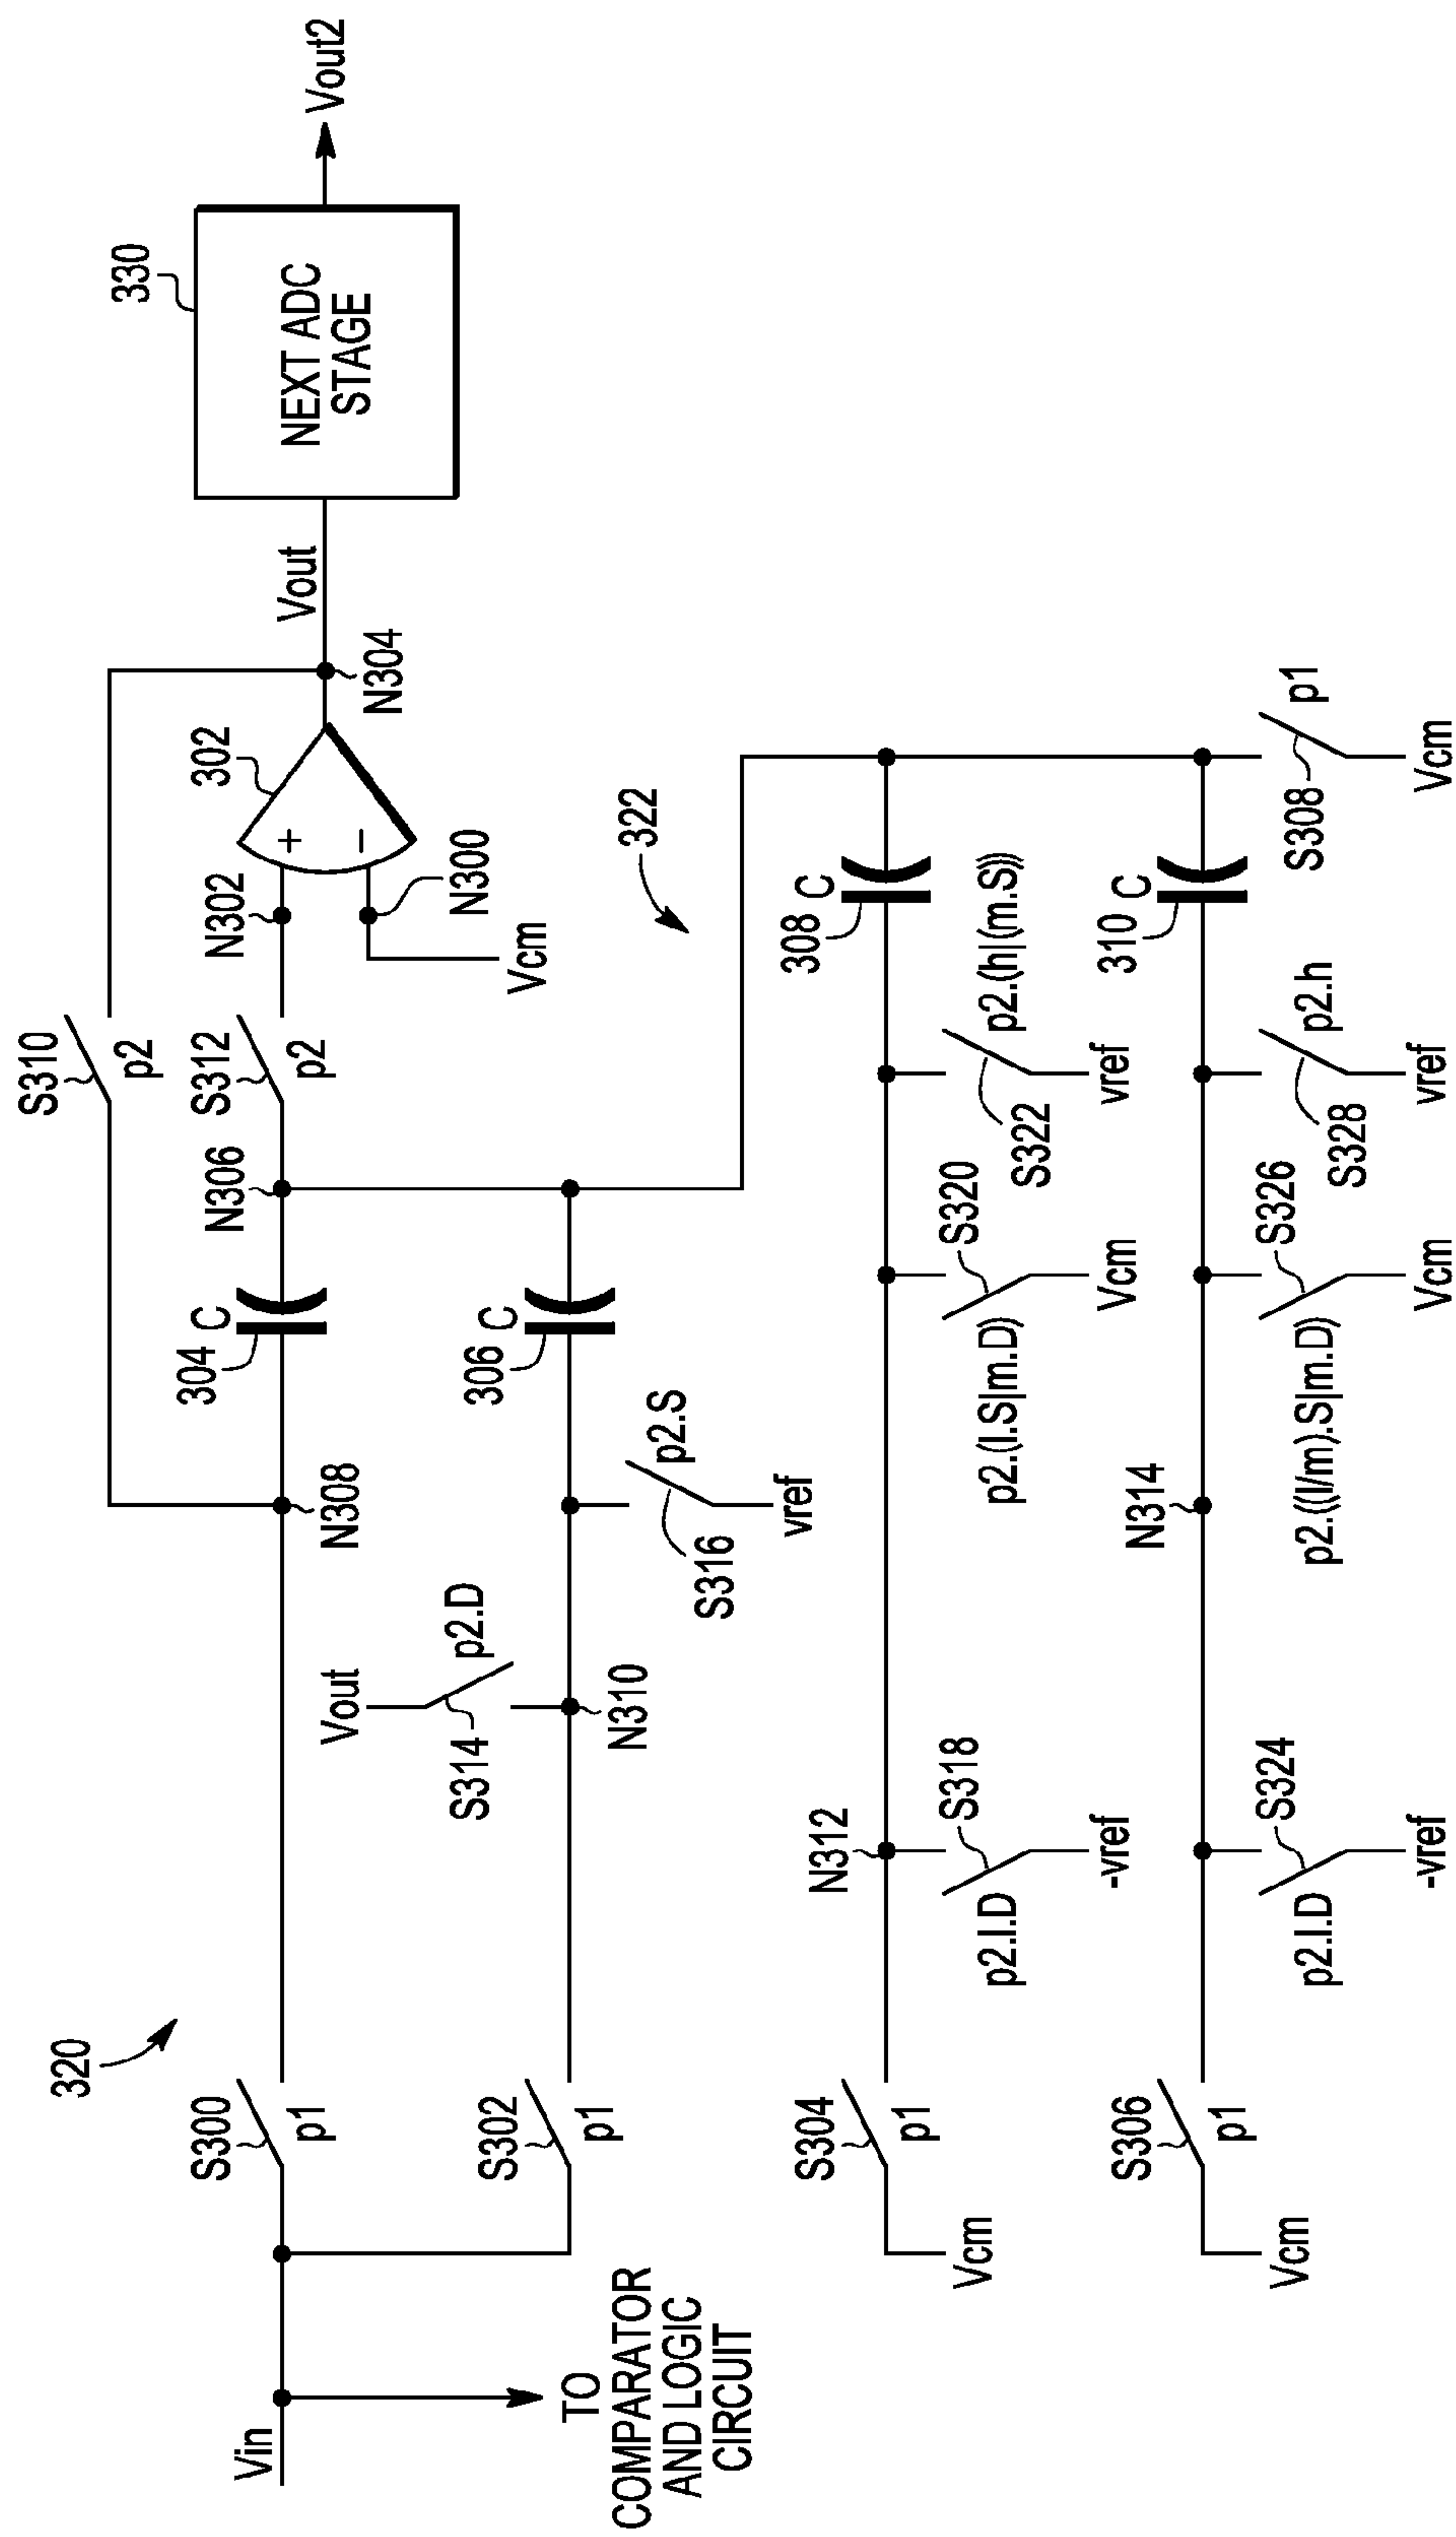 320
Vin
TO
COMPARATOR
AND LOGIC
CIRCUIT
S300
p1
S302
p1
N308
304
C
N306
S310
p2
S312
p2
N302
302
+
–
N300
Vcm
N304
Vout
330
NEXT ADC
STAGE
Vout2
Vout
S314
p2.D
N310
306
C
S316
p2.S
vref
322
Vcm
S304
p1
N312
S318
p2.l.D
-vref
S320
p2.(l.S|m.D)
Vcm
S322
p2.(h|(m.S))
vref
308
C
Vcm
S306
p1
S324
p2.l.D
-vref
N314
S326
p2.((l/m).S|m.D)
Vcm
S328
p2.h
vref
310
C
S308
p1
Vcm